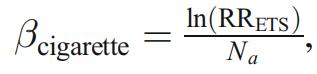 β_cigarette = ln(RR_ETS) / N_a,